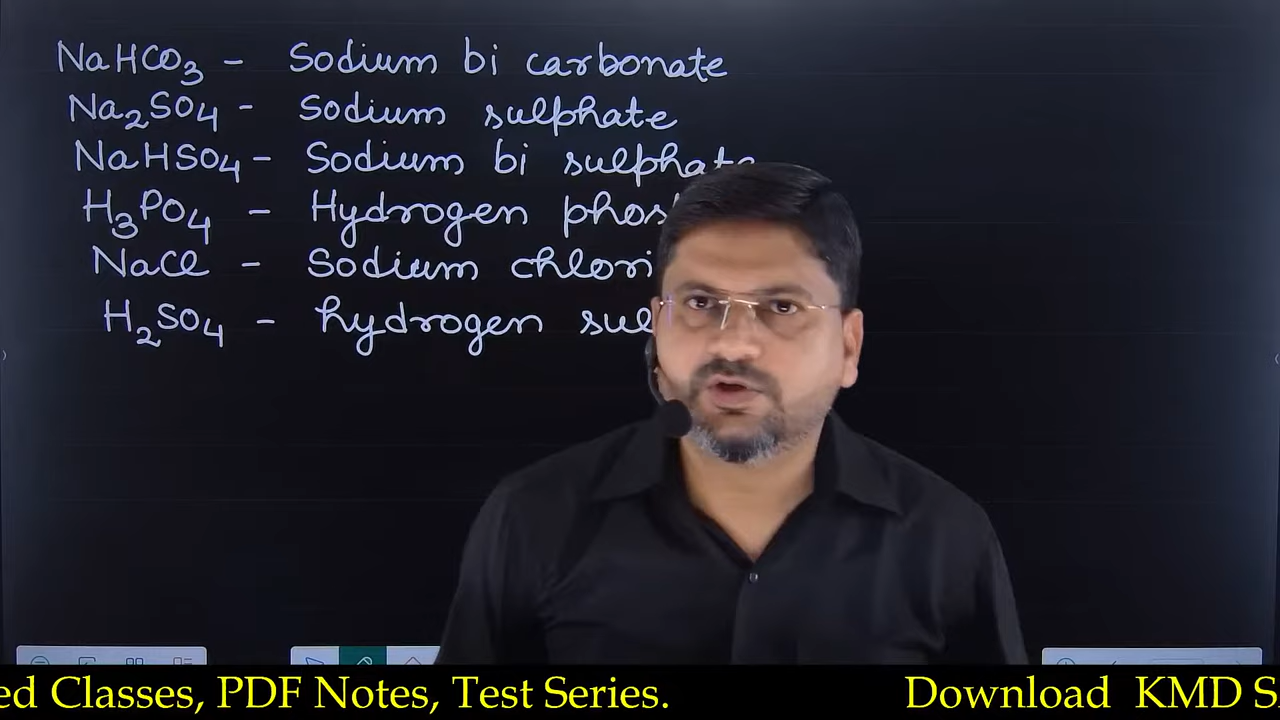 NaHCO3 - Sodium bi carbonate
Na2SO4 - Sodium sulphate
NaHSO4 - Sodium bi sulphate
H3PO4 - Hydrogen
NaCl - Sodium
H2SO4 - hydrogen
Classes, PDF Notes, Test Series. Download KMD